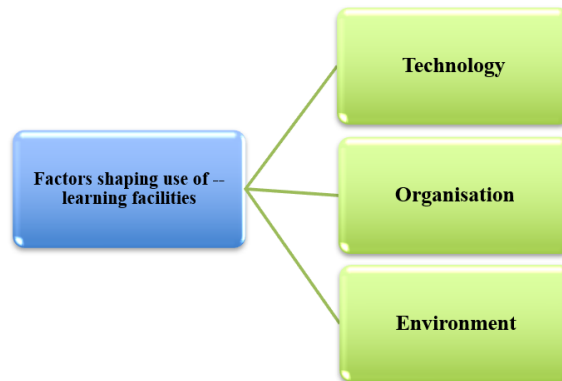 Factors shaping use of --
learning facilities
Technology
Organisation
Environment